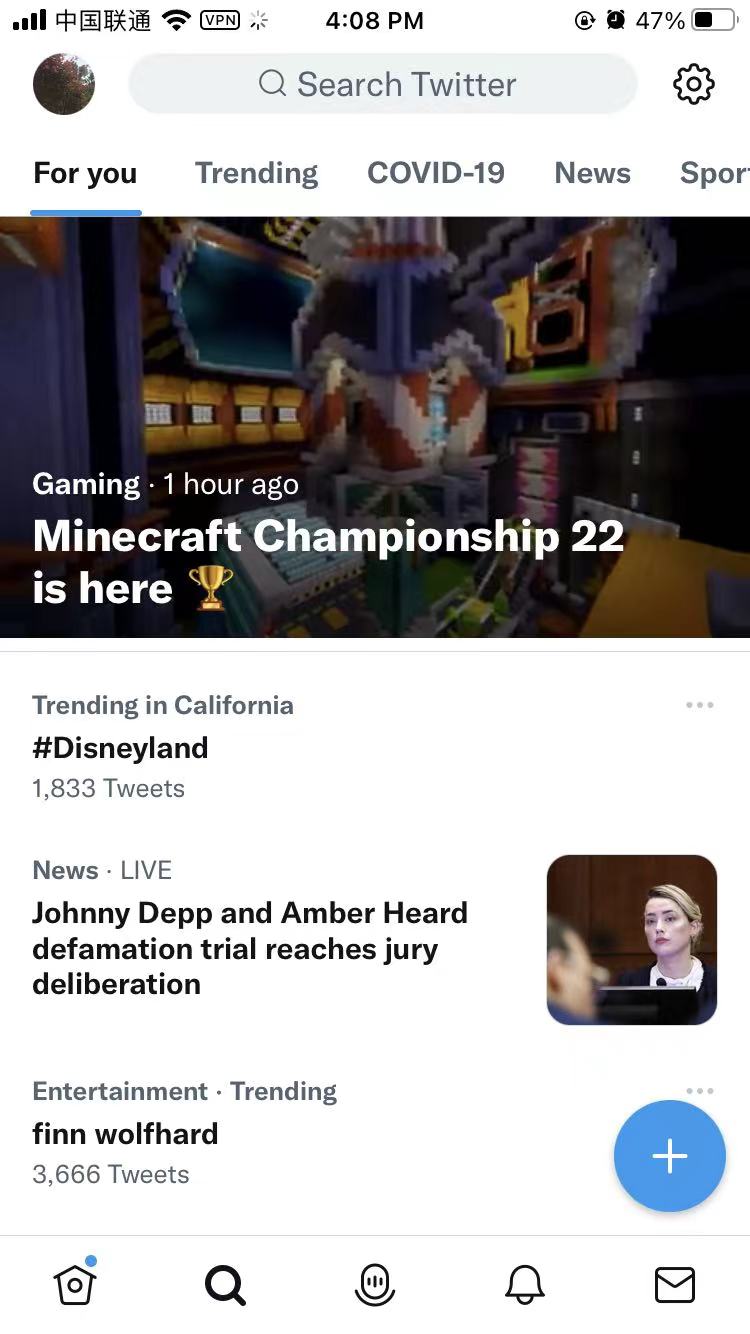 中国联通 VPN 4:08 PM 47%
Search Twitter
For you Trending COVID-19 News Spor
Gaming · 1 hour ago
Minecraft Championship 22
is here 🏆
Trending in California
#Disneyland
1,833 Tweets
News · LIVE
Johnny Depp and Amber Heard
defamation trial reaches jury
deliberation
Entertainment · Trending
finn wolfhard
3,666 Tweets